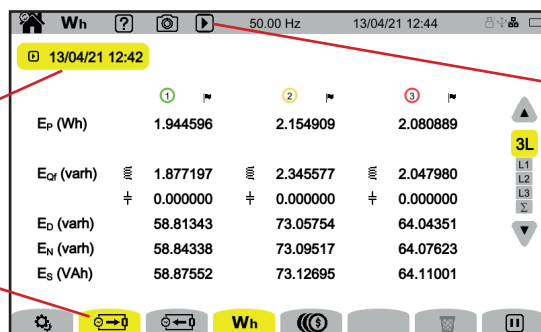 Wh ? 50.00 Hz 13/04/21 12:44
13/04/21 12:42
1 2 3
EP (Wh) 1.944596 2.154909 2.080889
3L
EQf (varh) 1.877197 2.345577 2.047980
L1
L2
0.000000 0.000000 0.000000
L3
Σ
ED (varh) 58.81343 73.05754 64.04351
EN (varh) 58.84338 73.09517 64.07623
ES (VAh) 58.87552 73.12695 64.11001
Wh $